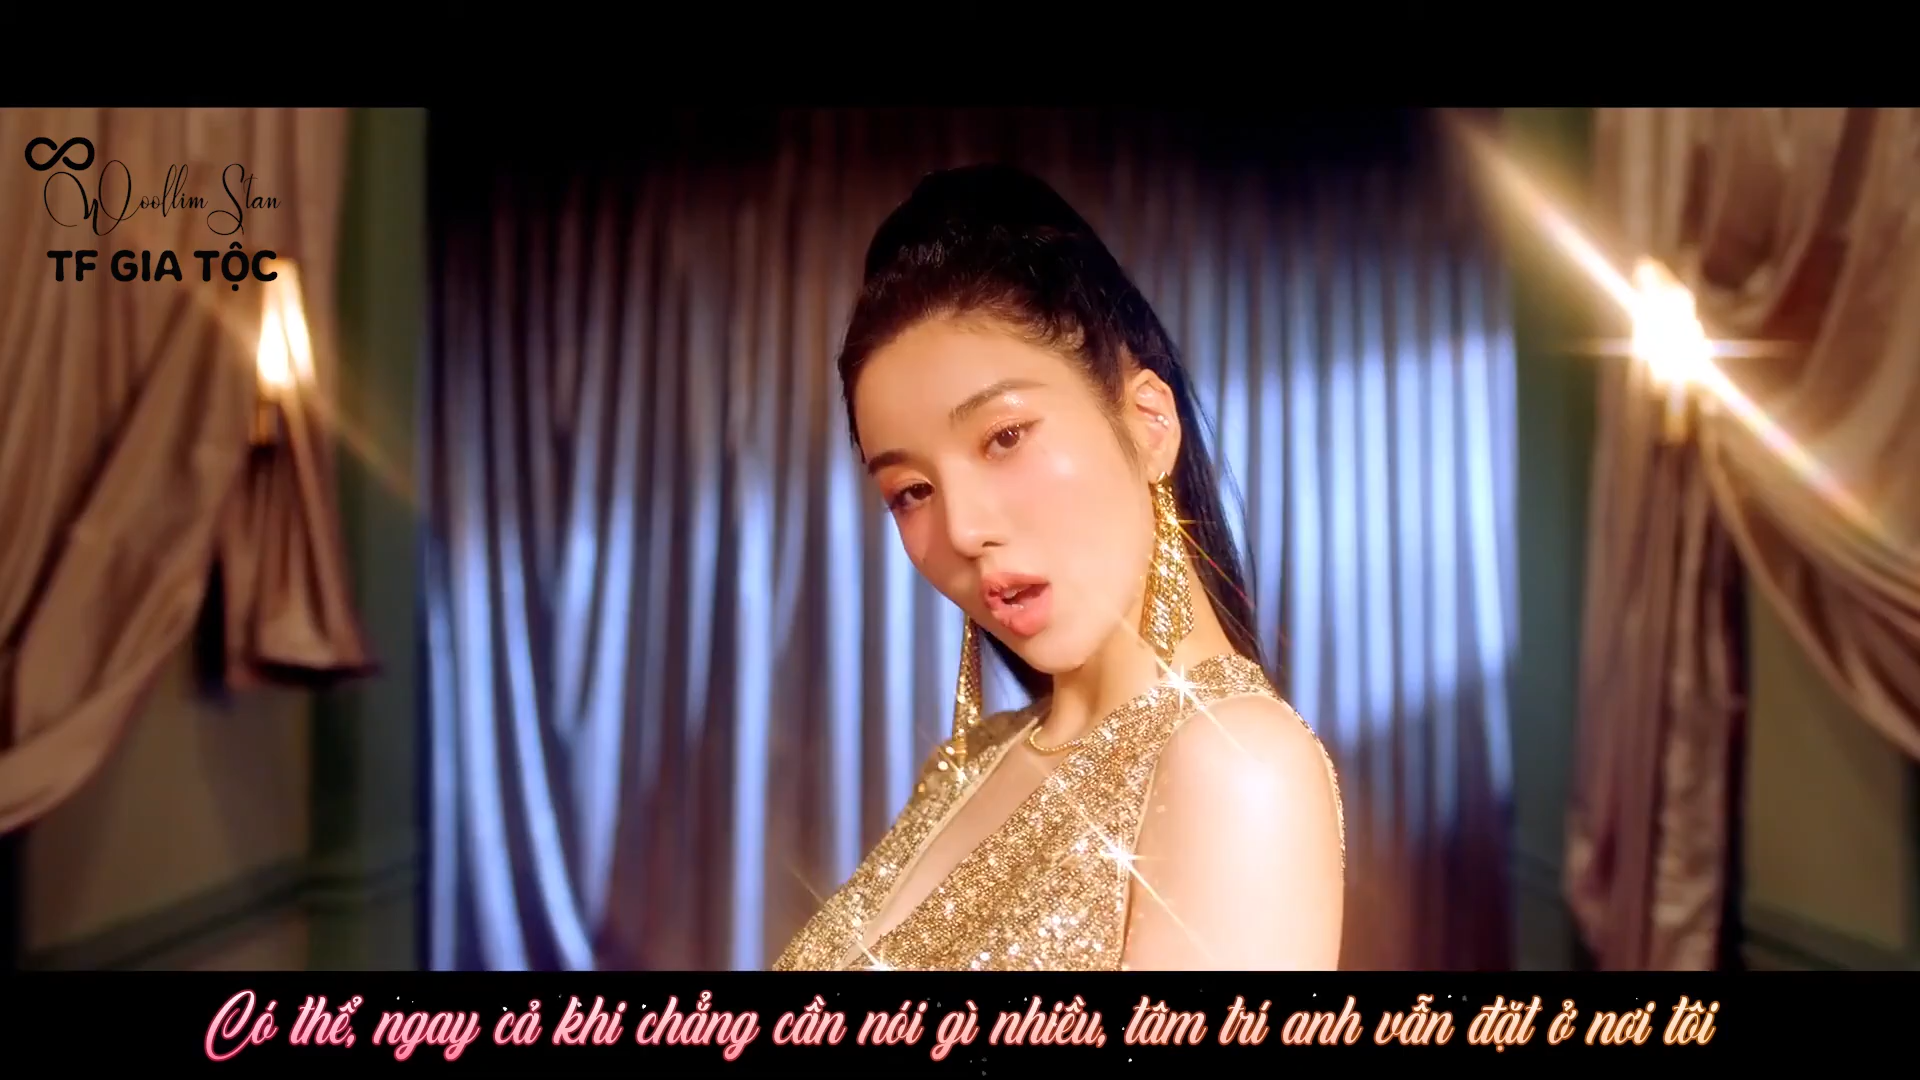 Woollim Stan
TF GIA TỘC
Có thể, ngay cả khi chẳng cần nói gì nhiều, tâm trí anh vẫn đặt ở nơi tôi